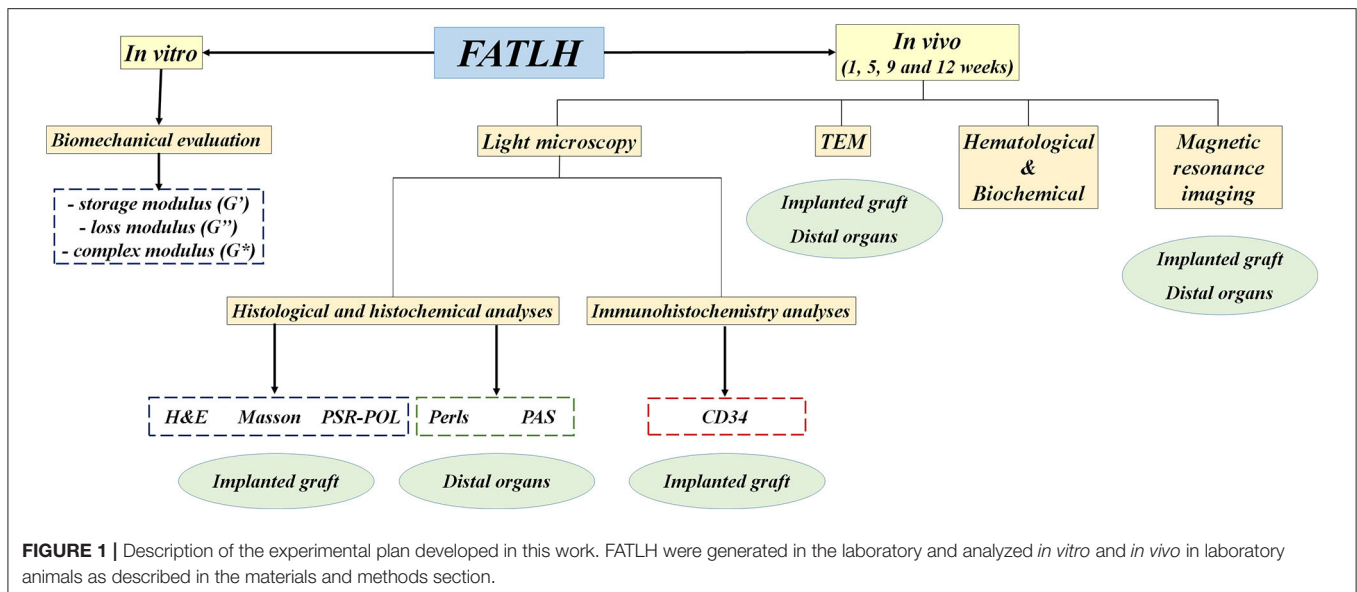 FATLH
In vitro
In vivo
(1, 5, 9 and 12 weeks)
Biomechanical evaluation
- storage modulus (G’)
- loss modulus (G”)
- complex modulus (G*)
Light microscopy
TEM
Implanted graft
Distal organs
Hematological
&
Biochemical
Magnetic
resonance
imaging
Implanted graft
Distal organs
Histological and histochemical analyses
Immunohistochemistry analyses
H&E Masson PSR-POL
Perls PAS
CD34
Implanted graft
Distal organs
Implanted graft
FIGURE 1 | Description of the experimental plan developed in this work. FATLH were generated in the laboratory and analyzed in vitro and in vivo in laboratory
animals as described in the materials and methods section.